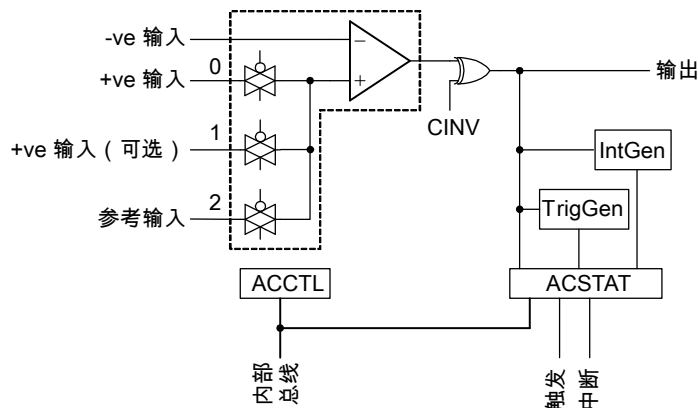 -ve 输入
+ve 输入
0
+ve 输入（可选）
1
参考输入
2
−
+
CINV
输出
IntGen
TrigGen
ACCTL
ACSTAT
内部
总线
触发
中断